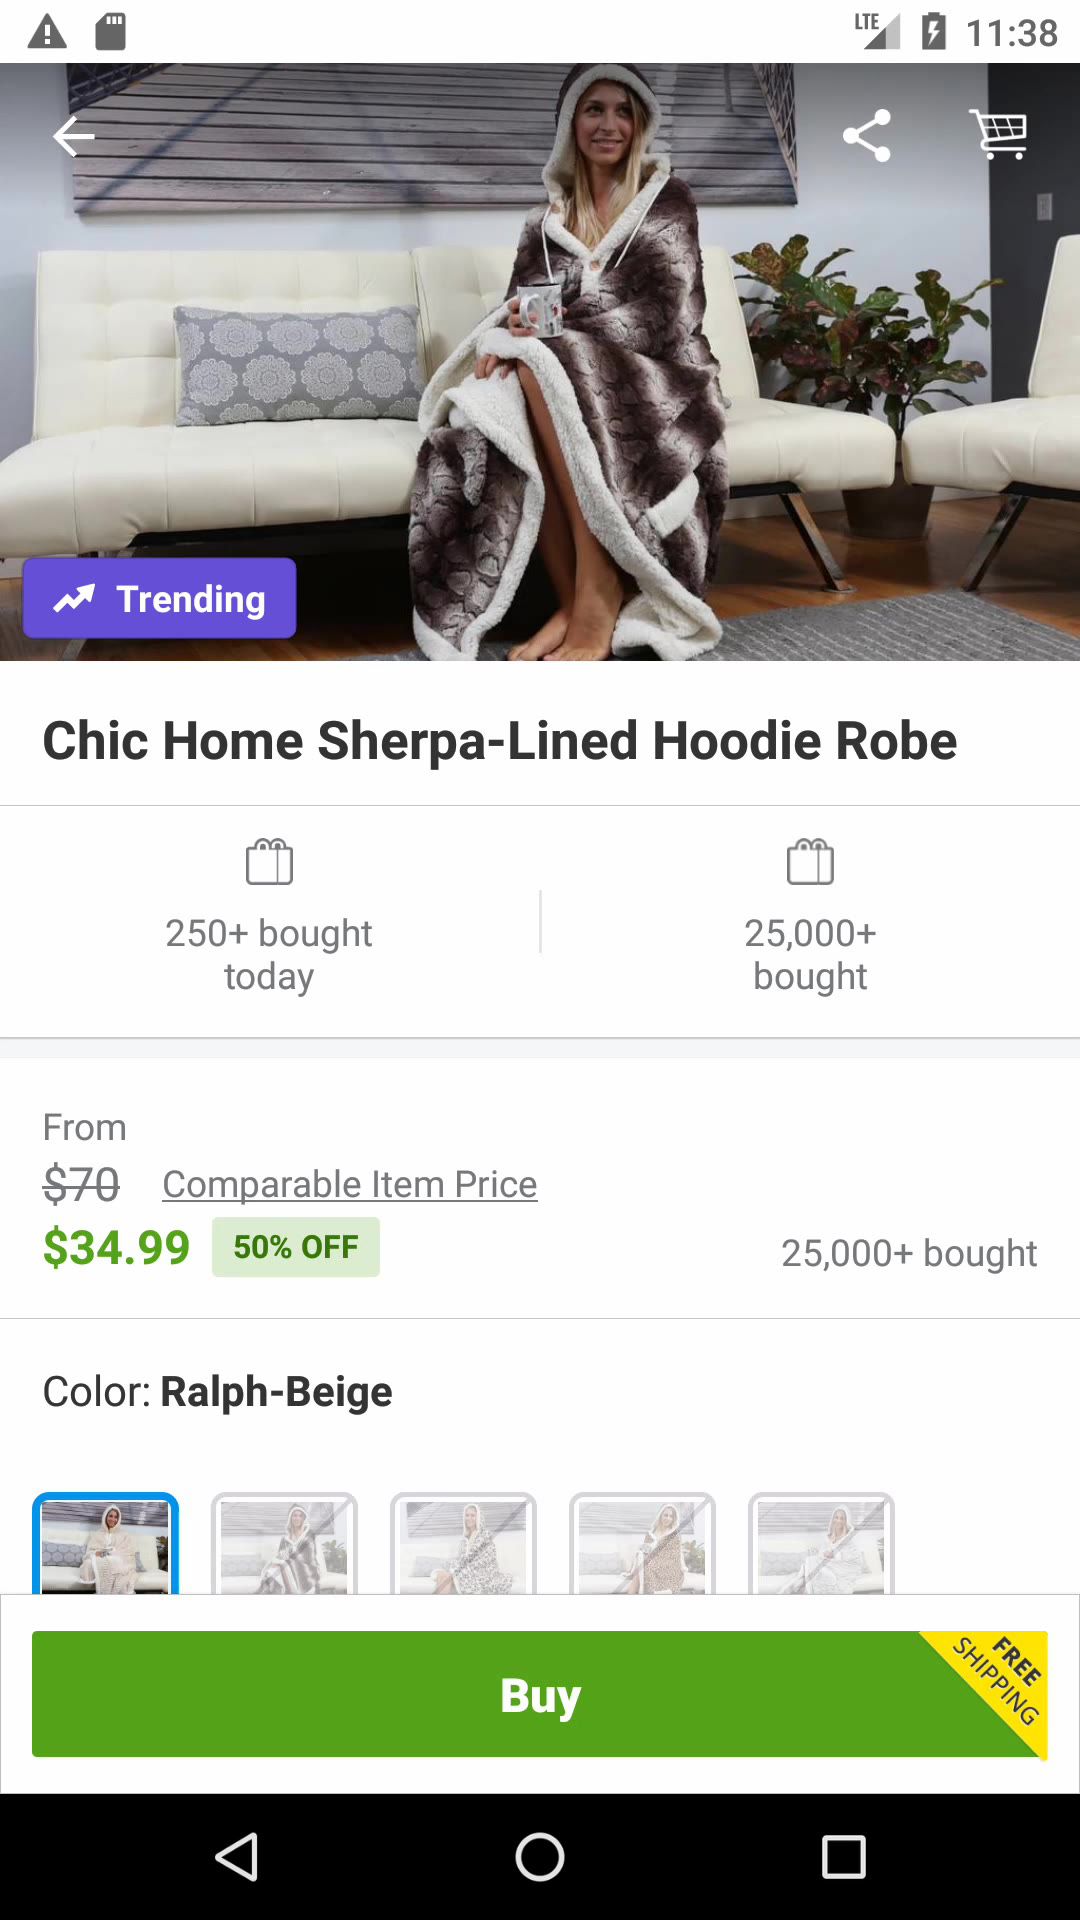 LTE 11:38
Trending
Chic Home Sherpa-Lined Hoodie Robe
250+ bought
today
25,000+
bought
From
$70 Comparable Item Price
$34.99 50% OFF
25,000+ bought
Color: Ralph-Beige
Buy
FREE
SHIPPING